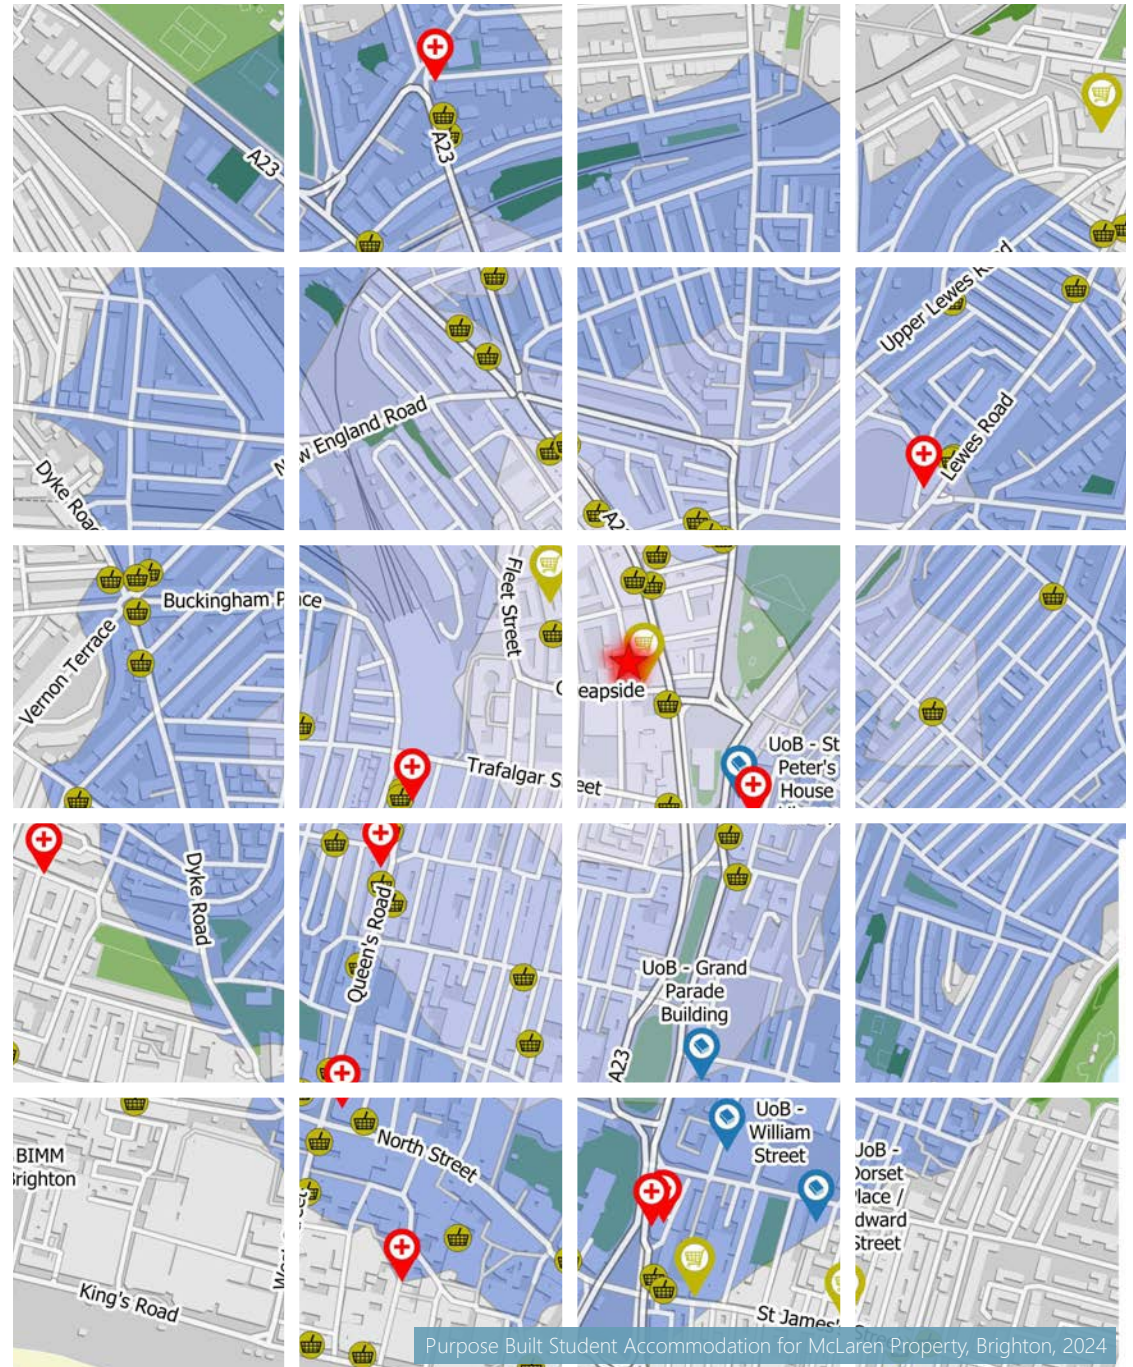 A23
A23
Upper Lewes Road
New England Road
Dyke Road
Lewes Road
Buckingham Place
Vernon Terrace
Fleet Street
eapside
Trafalgar Street
UoB - St
Peter's
House
Dyke Road
Queen's Road
UoB - Grand
Parade
Building
A23
BIMM
Brighton
North Street
UoB -
William
Street
UoB -
Dorset
Place /
dward
Street
King's Road
St James'
Purpose Built Student Accommodation for McLaren Property, Brighton, 2024